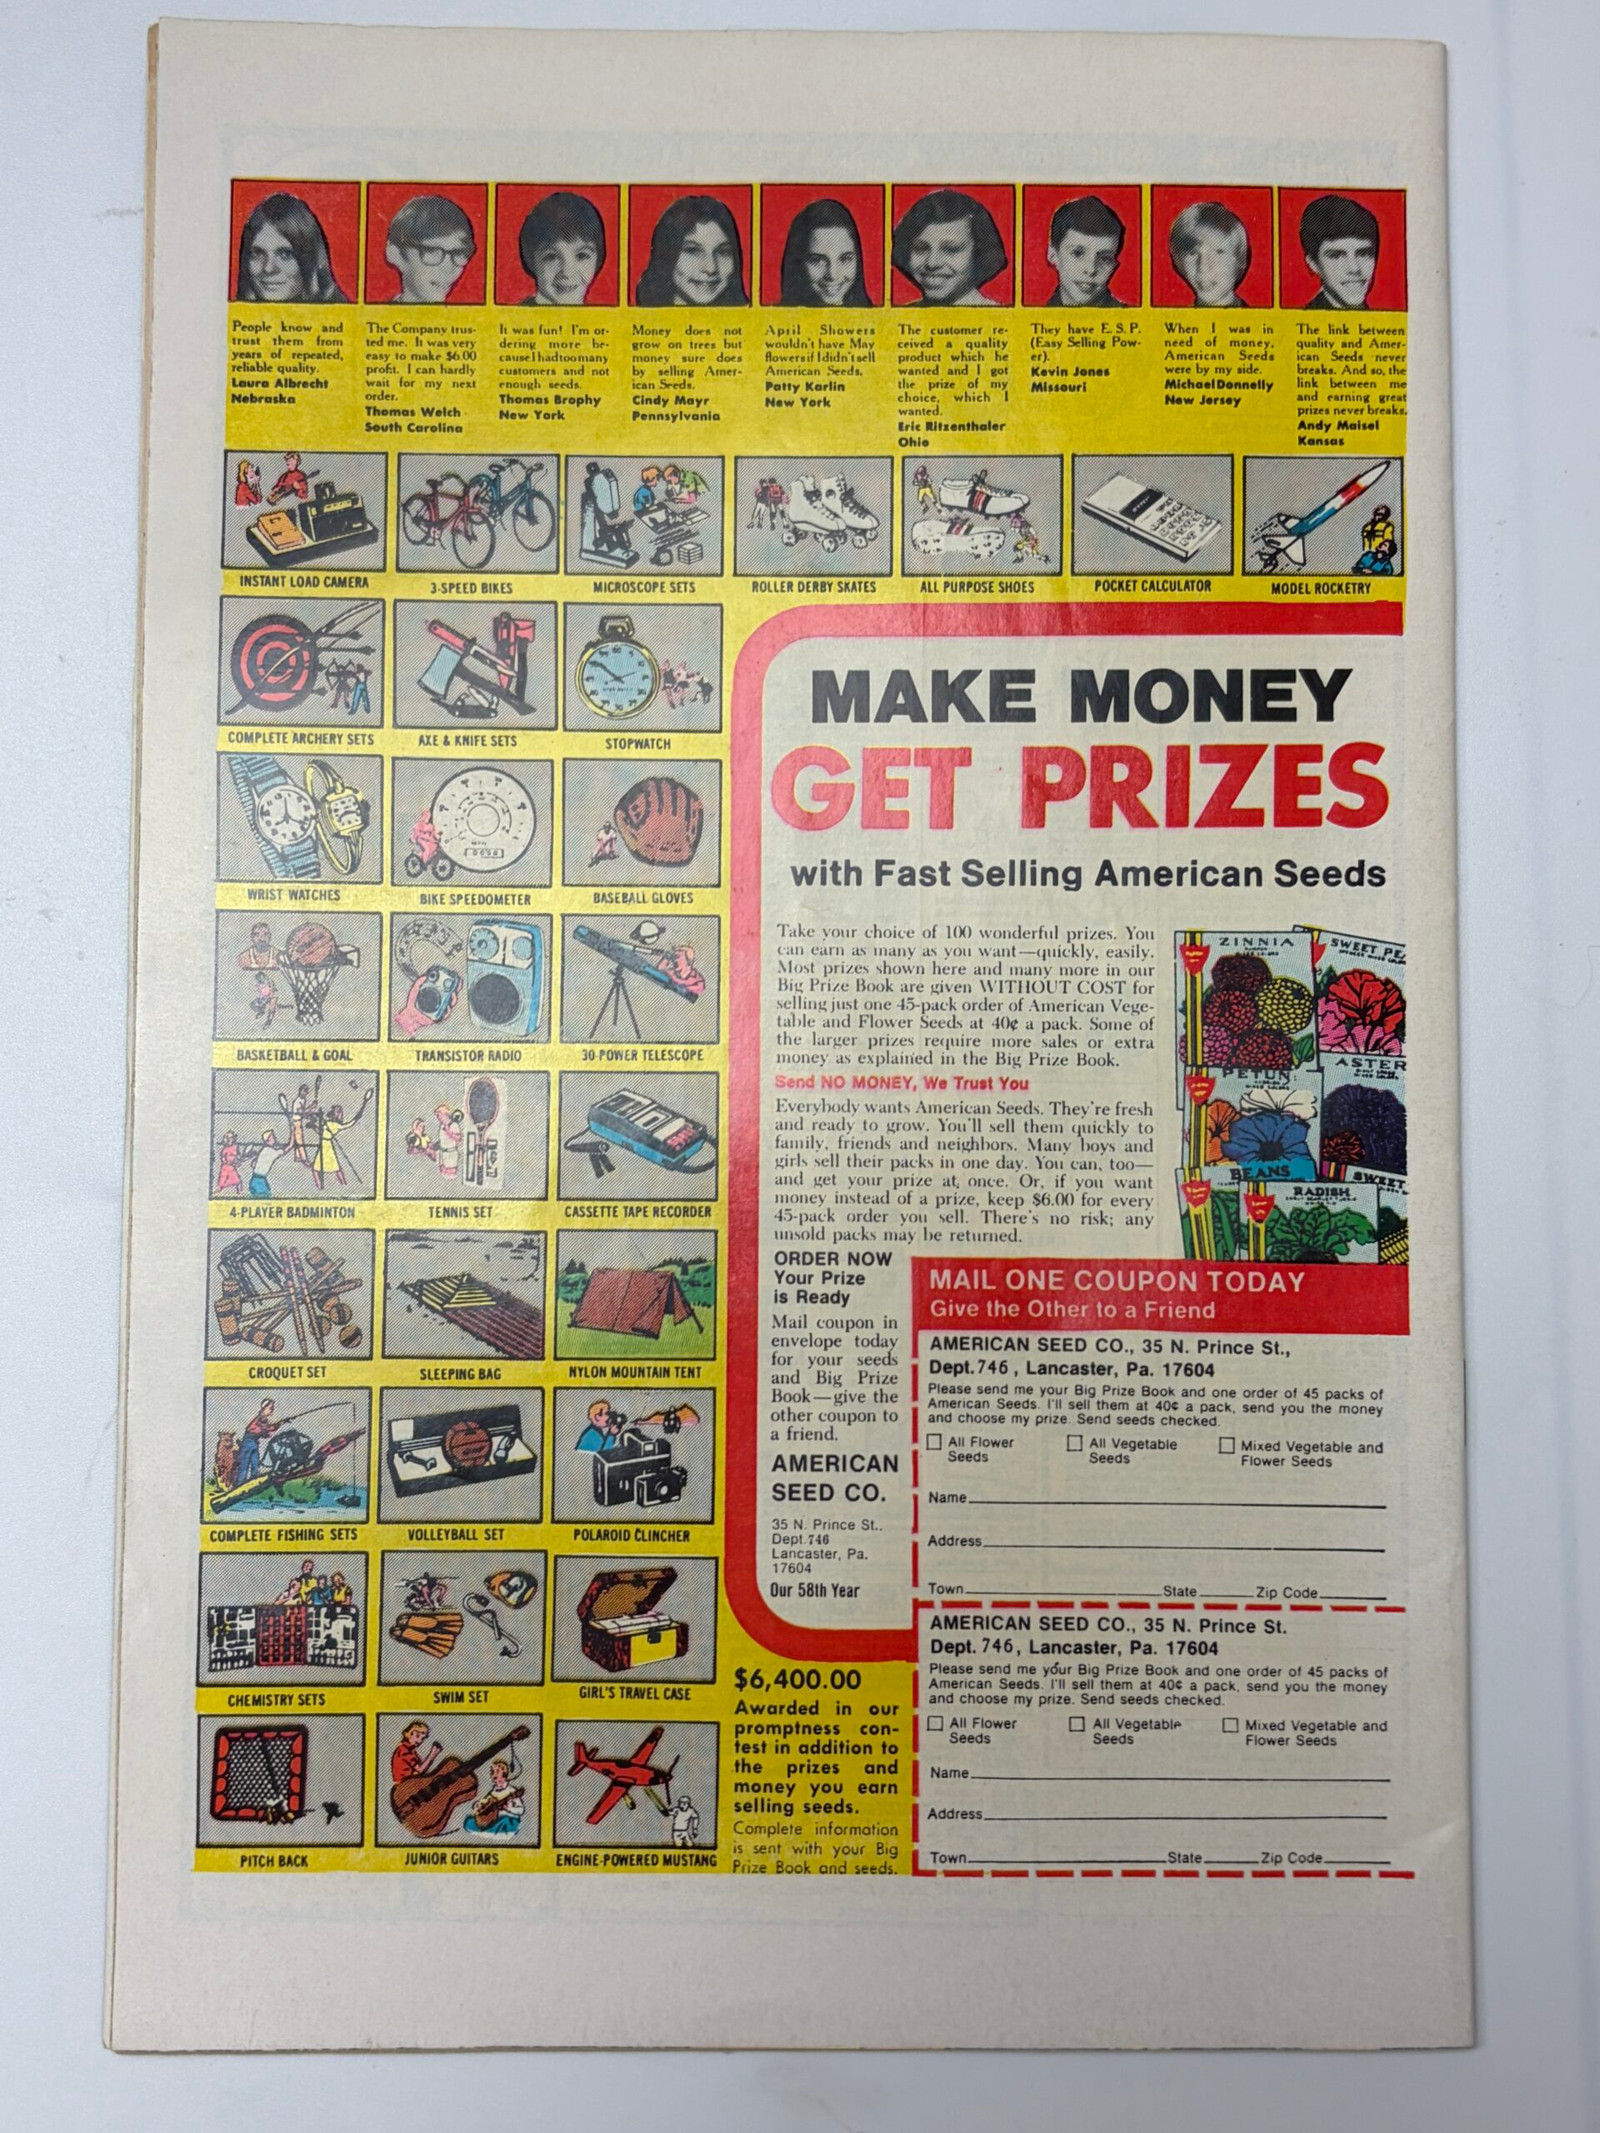 People know and
trust them from
years of repeated,
reliable quality.
Laura Albrecht
Nebraska
The Company trus-
ted me. It was very
easy to make $6.00
profit. I can hardly
wait for my next
order.
Thomas Welch
South Carolina
It was fun! I'm or-
dering more be-
cause I had too many
customers and not
enough seeds.
Thomas Brophy
New York
Money does not
grow on trees but
money sure does
by selling Amer-
ican Seeds.
Cindy Mayr
Pennsylvania
April Showers
wouldn't have May
flowers if I didn't sell
American Seeds.
Patty Karlin
New York
The customer re-
ceived a quality
product which he
wanted and I got
the prize of my
choice, which I
wanted.
Eric Ritzenthaler
Ohio
They have E. S. P.
(Easy Selling Pow-
er).
Kevin Jones
Missouri
When I was in
need of money,
American Seeds
were by my side.
Michael Donnelly
New Jersey
The link between
quality and Amer-
ican Seeds never
breaks. And so, the
link between me
and earning great
prizes never breaks.
Andy Maisel
Kansas
INSTANT LOAD CAMERA
3-SPEED BIKES
MICROSCOPE SETS
ROLLER DERBY SKATES
ALL PURPOSE SHOES
POCKET CALCULATOR
MODEL ROCKETRY
COMPLETE ARCHERY SETS
AXE & KNIFE SETS
STOPWATCH
WRIST WATCHES
BIKE SPEEDOMETER
BASEBALL GLOVES
BASKETBALL & GOAL
TRANSISTOR RADIO
30-POWER TELESCOPE
4-PLAYER BADMINTON
TENNIS SET
CASSETTE TAPE RECORDER
CROQUET SET
SLEEPING BAG
NYLON MOUNTAIN TENT
COMPLETE FISHING SETS
VOLLEYBALL SET
POLAROID CLINCHER
CHEMISTRY SETS
SWIM SET
GIRL'S TRAVEL CASE
PITCH BACK
JUNIOR GUITARS
ENGINE-POWERED MUSTANG
MAKE MONEY
GET PRIZES
with Fast Selling American Seeds
Take your choice of 100 wonderful prizes. You
can earn as many as you want—quickly, easily.
Most prizes shown here and many more in our
Big Prize Book are given WITHOUT COST for
selling just one 45-pack order of American Vege-
table and Flower Seeds at 40¢ a pack. Some of
the larger prizes require more sales or extra
money as explained in the Big Prize Book.
Send NO MONEY, We Trust You
Everybody wants American Seeds. They're fresh
and ready to grow. You'll sell them quickly to
family, friends and neighbors. Many boys and
girls sell their packs in one day. You can, too—
and get your prize at once. Or, if you want
money instead of a prize, keep $6.00 for every
45-pack order you sell. There's no risk; any
unsold packs may be returned.
ZINNIA
SWEET PE
ASTER
PETUN
BEANS
SWEET
RADISH
ORDER NOW
Your Prize
is Ready
Mail coupon in
envelope today
for your seeds
and Big Prize
Book—give the
other coupon to
a friend.
AMERICAN
SEED CO.
35 N. Prince St.,
Dept. 746
Lancaster, Pa.
17604
Our 58th Year
$6,400.00
Awarded in our
promptness con-
test in addition to
the prizes and
money you earn
selling seeds.
Complete information
is sent with your Big
Prize Book and seeds.
MAIL ONE COUPON TODAY
Give the Other to a Friend
AMERICAN SEED CO., 35 N. Prince St.,
Dept. 746, Lancaster, Pa. 17604
Please send me your Big Prize Book and one order of 45 packs of
American Seeds. I'll sell them at 40¢ a pack, send you the money
and choose my prize. Send seeds checked.
All Flower
Seeds
All Vegetable
Seeds
Mixed Vegetable and
Flower Seeds
Name
Address
Town State Zip Code
AMERICAN SEED CO., 35 N. Prince St.
Dept. 746, Lancaster, Pa. 17604
Please send me your Big Prize Book and one order of 45 packs of
American Seeds. I'll sell them at 40¢ a pack, send you the money
and choose my prize. Send seeds checked.
All Flower
Seeds
All Vegetable
Seeds
Mixed Vegetable and
Flower Seeds
Name
Address
Town State Zip Code